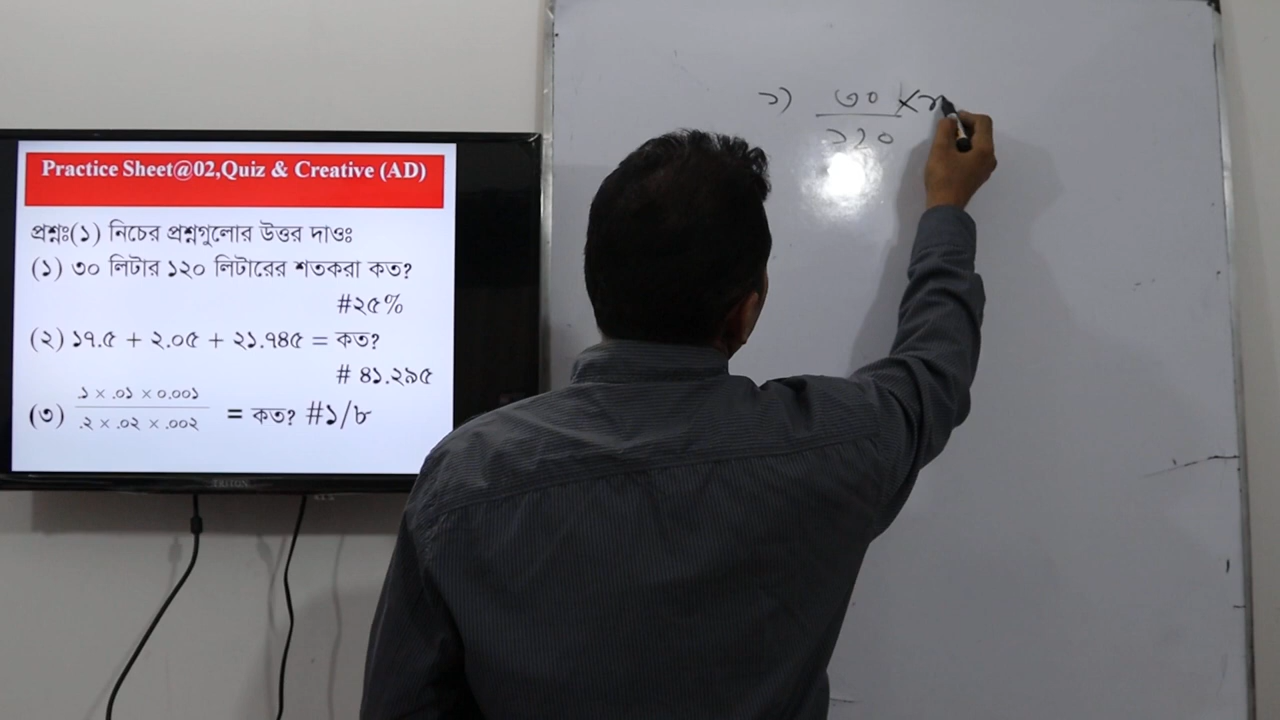 Practice Sheet@02,Quiz & Creative (AD)
প্রশ্নঃ(১) নিচের প্রশ্নগুলোর উত্তর দাওঃ
(১) ৩০ লিটার ১২০ লিটারের শতকরা কত?
#২৫%
(২) ১৭.৫ + ২.০৫ + ২১.৭৪৫ = কত?
# ৪১.২৯৫
(৩) .১ × .০১ × ০.০০১
.২ × .০২ × .০০২
= কত? #১/৮
TRITON
১) ৩০ ×
১২০